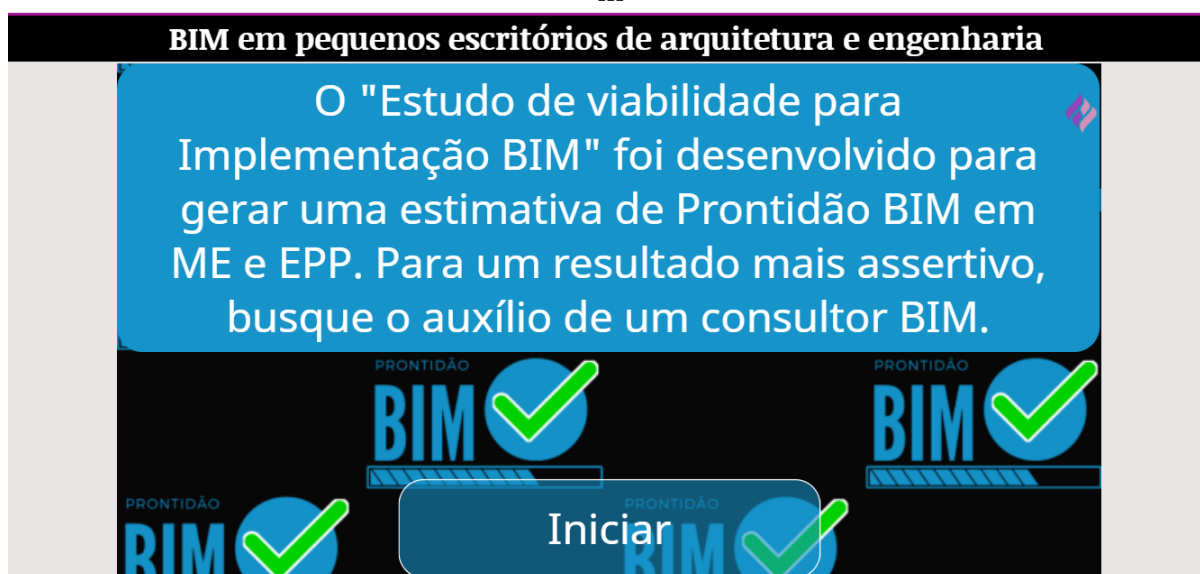 BIM em pequenos escritórios de arquitetura e engenharia
O "Estudo de viabilidade para
Implementação BIM" foi desenvolvido para
gerar uma estimativa de Prontidão BIM em
ME e EPP. Para um resultado mais assertivo,
busque o auxílio de um consultor BIM.
PRONTIDÃO
BIM
PRONTIDÃO
BIM
PRONTIDÃO
BIM
PRONTIDÃO
BIM
Iniciar